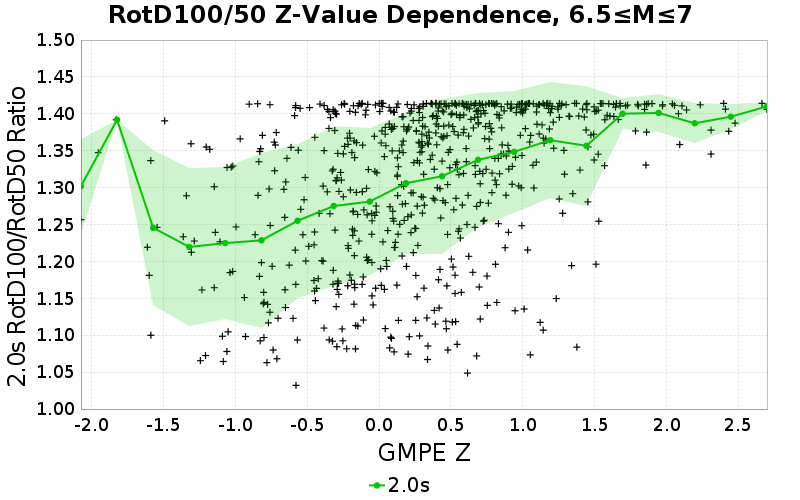 RotD100/50 Z-Value Dependence, 6.5≤M≤7
2.0s RotD100/RotD50 Ratio
1.50
1.45
1.40
1.35
1.30
1.25
1.20
1.15
1.10
1.05
1.00
-2.0 -1.5 -1.0 -0.5 0.0 0.5 1.0 1.5 2.0 2.5
GMPE Z
2.0s